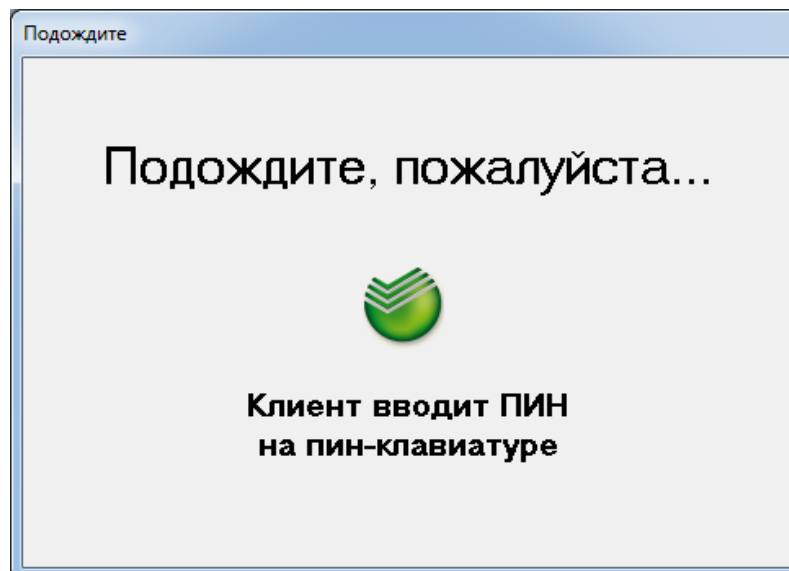 Подождите
Подождите, пожалуйста...
Клиент вводит ПИН
на пин-клавиатуре